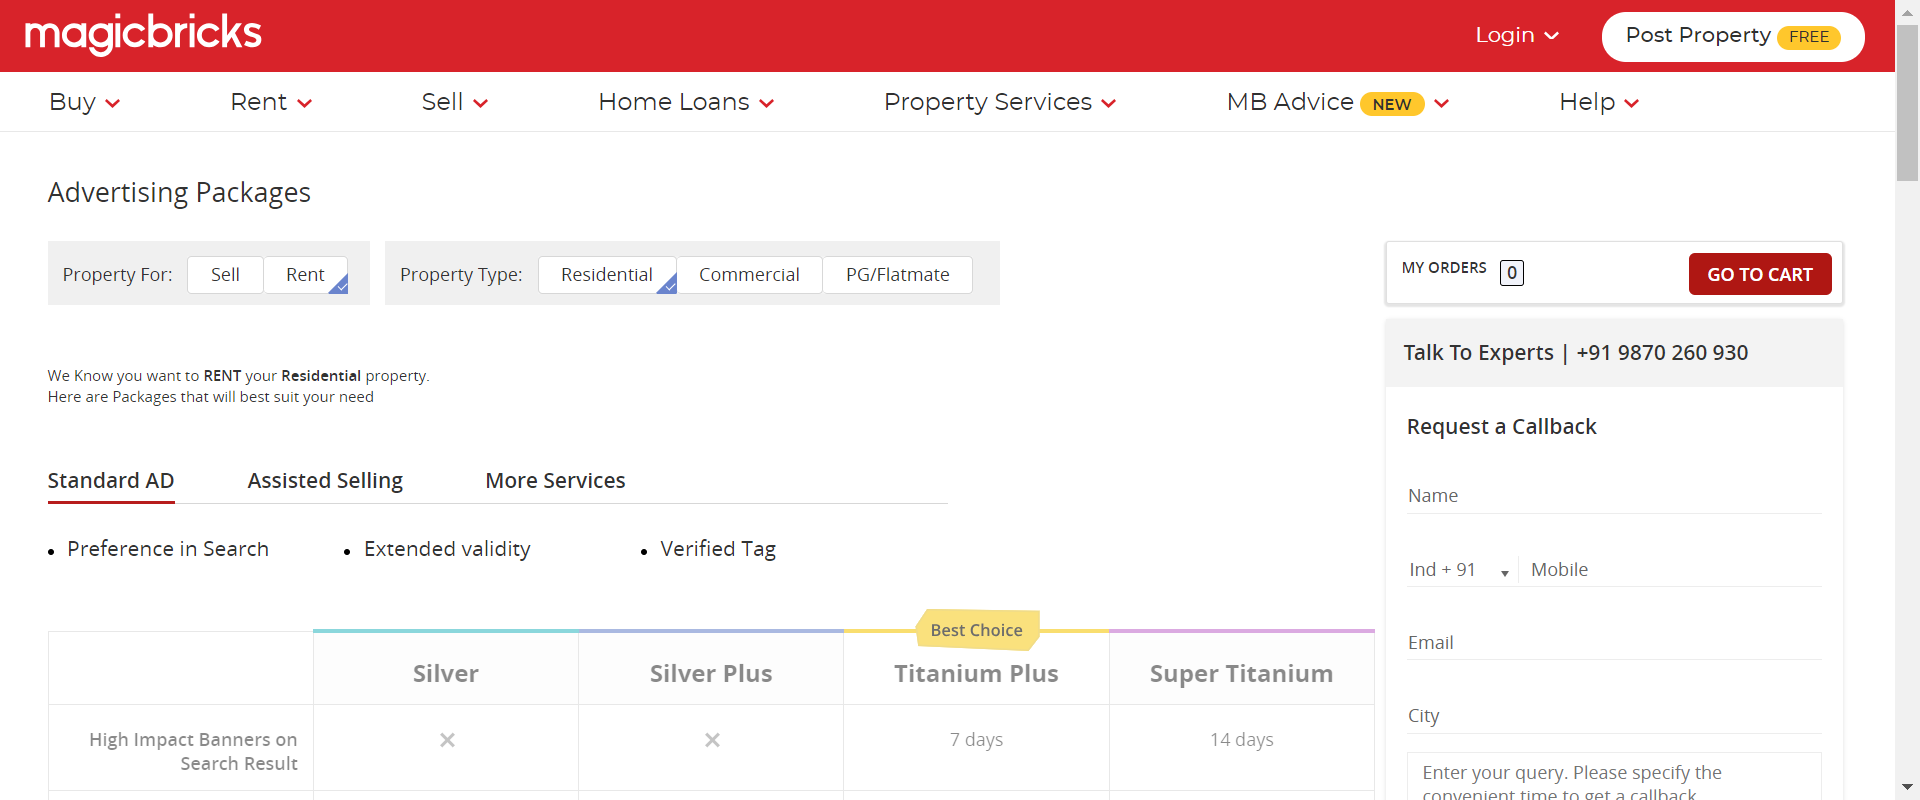 magicbricks
Login
Post Property FREE
Buy
Rent
Sell
Home Loans
Property Services
MB Advice NEW
Help
Advertising Packages
Property For: Sell Rent
Property Type: Residential Commercial PG/Flatmate
MY ORDERS 0 GO TO CART
Talk To Experts | +91 9870 260 930
We Know you want to RENT your Residential property.
Here are Packages that will best suit your need
Request a Callback
Standard AD
Assisted Selling
More Services
Name
Preference in Search
Extended validity
Verified Tag
Ind + 91 Mobile
Best Choice
Email
Silver
Silver Plus
Titanium Plus
Super Titanium
City
High Impact Banners on
Search Result
7 days
14 days
Enter your query. Please specify the
convenient time to get a callback